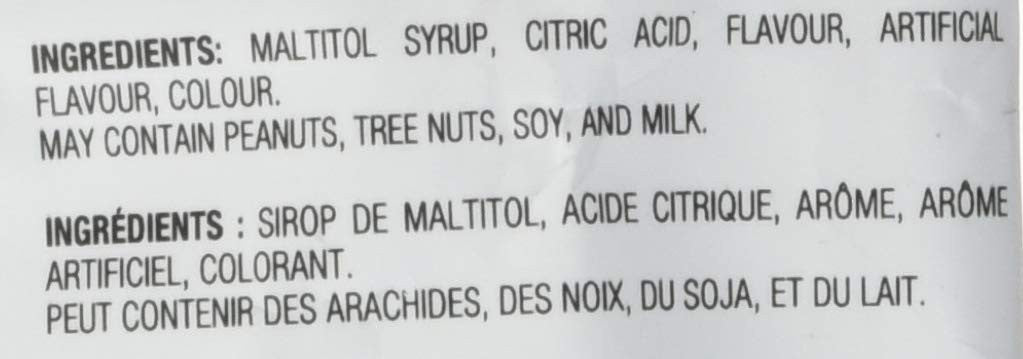 INGREDIENTS: MALTITOL SYRUP, CITRIC ACID, FLAVOUR, ARTIFICIAL
FLAVOUR, COLOUR.
MAY CONTAIN PEANUTS, TREE NUTS, SOY, AND MILK.
INGRÉDIENTS : SIROP DE MALTITOL, ACIDE CITRIQUE, ARÔME, ARÔME
ARTIFICIEL, COLORANT.
PEUT CONTENIR DES ARACHIDES, DES NOIX, DU SOJA, ET DU LAIT.